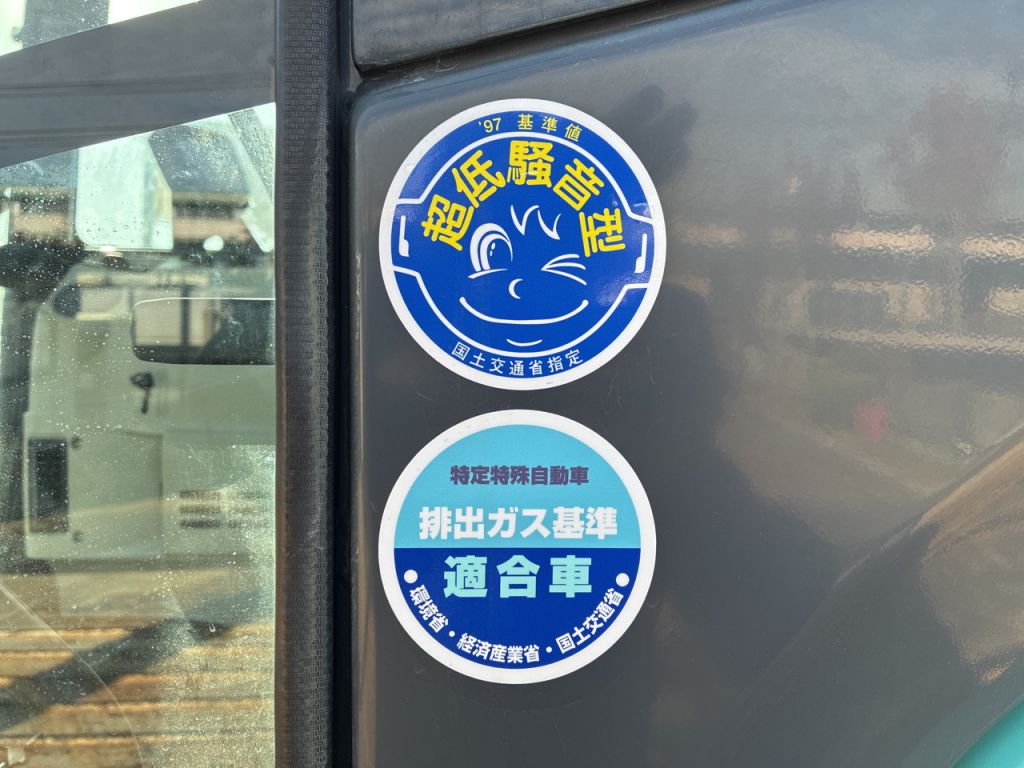 '97 基準値
超低騒音型
国土交通省指定
特定特殊自動車
排出ガス基準
適合車
•環境省・経済産業省・国土交通省•